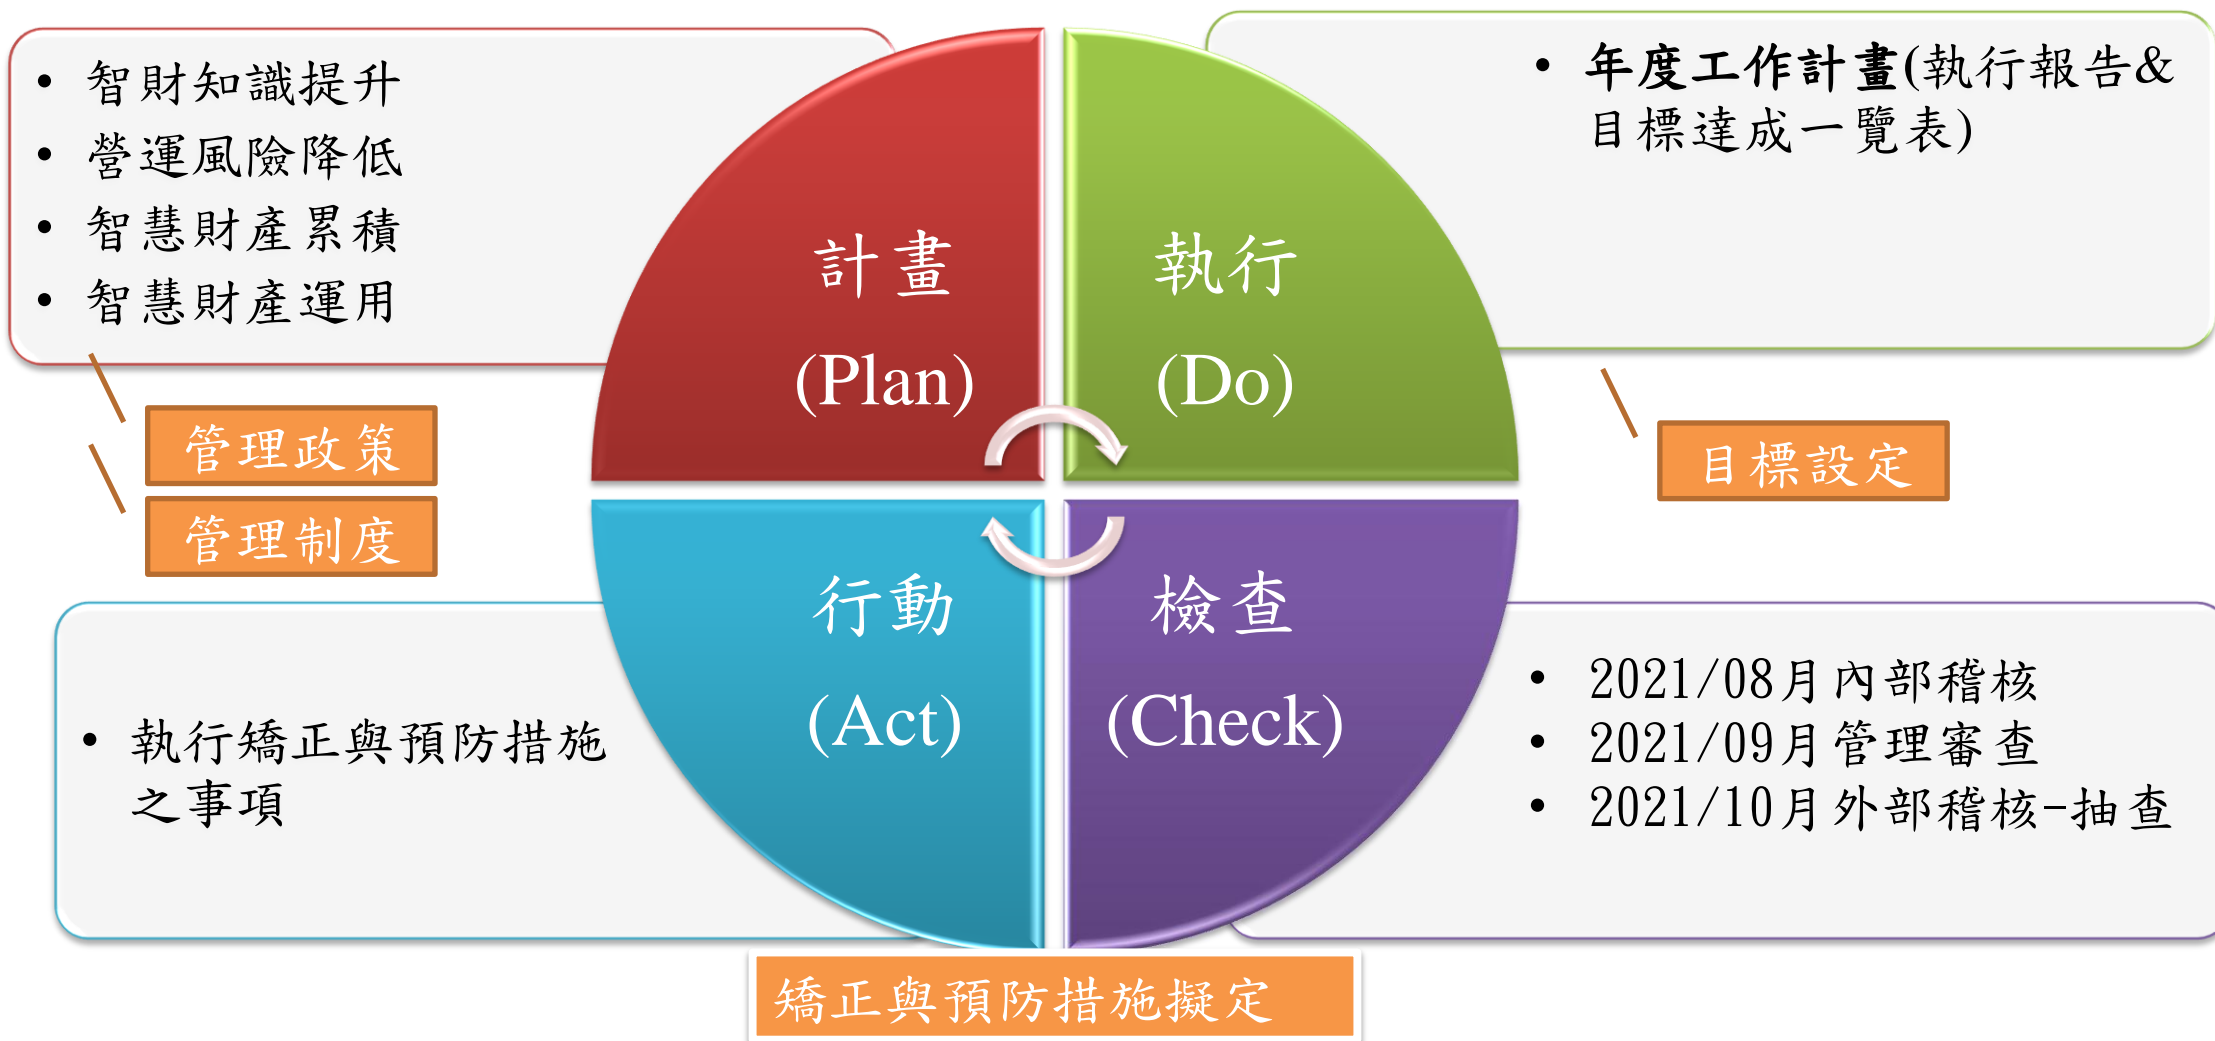 • 智財知識提升
• 營運風險降低
• 智慧財產累積
• 智慧財產運用
管理政策
管理制度
計畫
(Plan)
執行
(Do)
• 年度工作計畫(執行報告&
目標達成一覽表)
目標設定
行動
(Act)
• 執行矯正與預防措施
之事項
檢查
(Check)
• 2021/08月內部稽核
• 2021/09月管理審查
• 2021/10月外部稽核-抽查
矯正與預防措施擬定